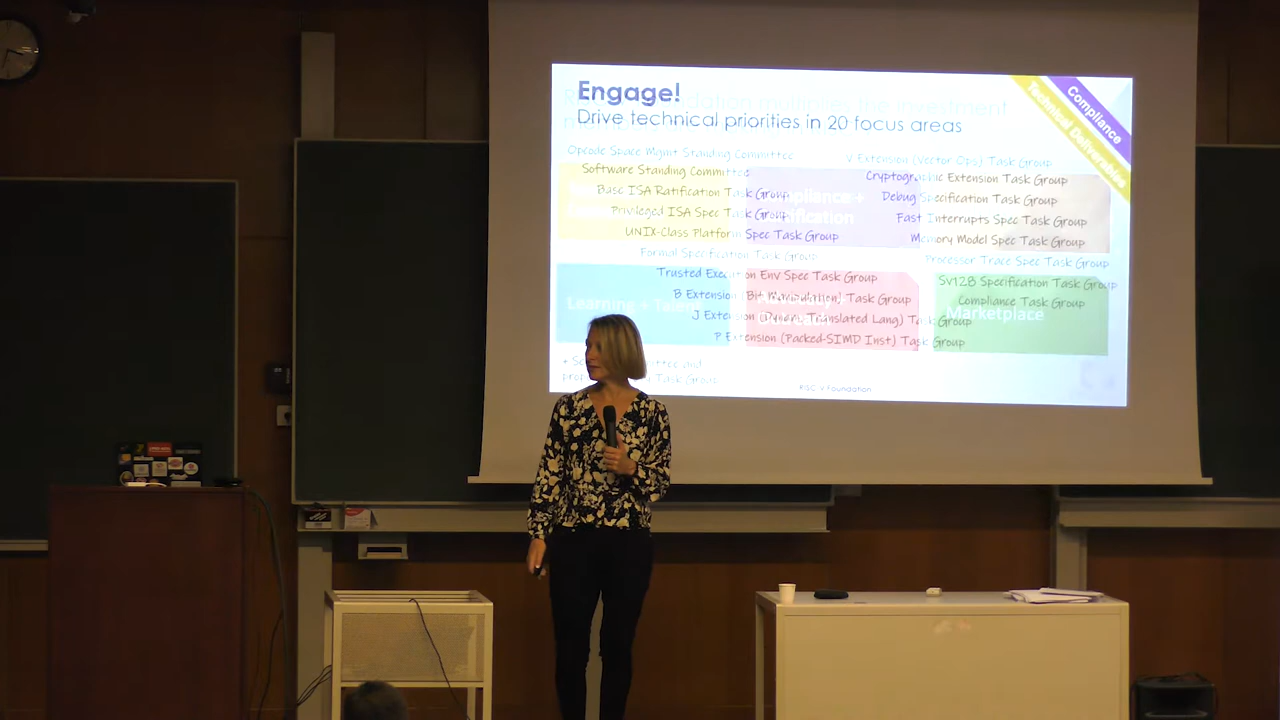 Engage!
Drive technical priorities in 20 focus areas
Compliance
Technical Deliverables
Opcode Space Mgmt Standing Committee
Software Standing Committee
Base ISA Ratification Task Group
Privileged ISA Spec Task Group
UNIX-Class Platform Spec Task Group
Formal Specification Task Group
Trusted Execution Env Spec Task Group
B Extension (Bit Manipulation) Task Group
J Extension (Dynam. Translated Lang) Task Group
P Extension (Packed-SIMD Inst) Task Group
V Extension (Vector Ops) Task Group
Cryptographic Extension Task Group
Debug Specification Task Group
Fast Interrupts Spec Task Group
Memory Model Spec Task Group
Processor Trace Spec Task Group
Sv128 Specification Task Group
Compliance Task Group
Compliance +
Learning +
Marketplace
and
Task Group
RISC-V Foundation